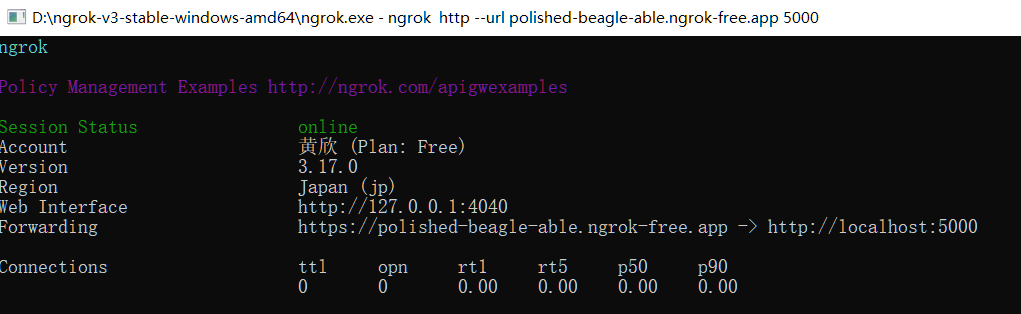 D:\ngrok-v3-stable-windows-amd64\ngrok.exe - ngrok http --url polished-beagle-able.ngrok-free.app 5000
ngrok
Policy Management Examples http://ngrok.com/apigwexamples
Session Status online
Account 黄欣 (Plan: Free)
Version 3.17.0
Region Japan (jp)
Web Interface http://127.0.0.1:4040
Forwarding https://polished-beagle-able.ngrok-free.app -> http://localhost:5000
Connections ttl opn rt1 rt5 p50 p90
0 0 0.00 0.00 0.00 0.00